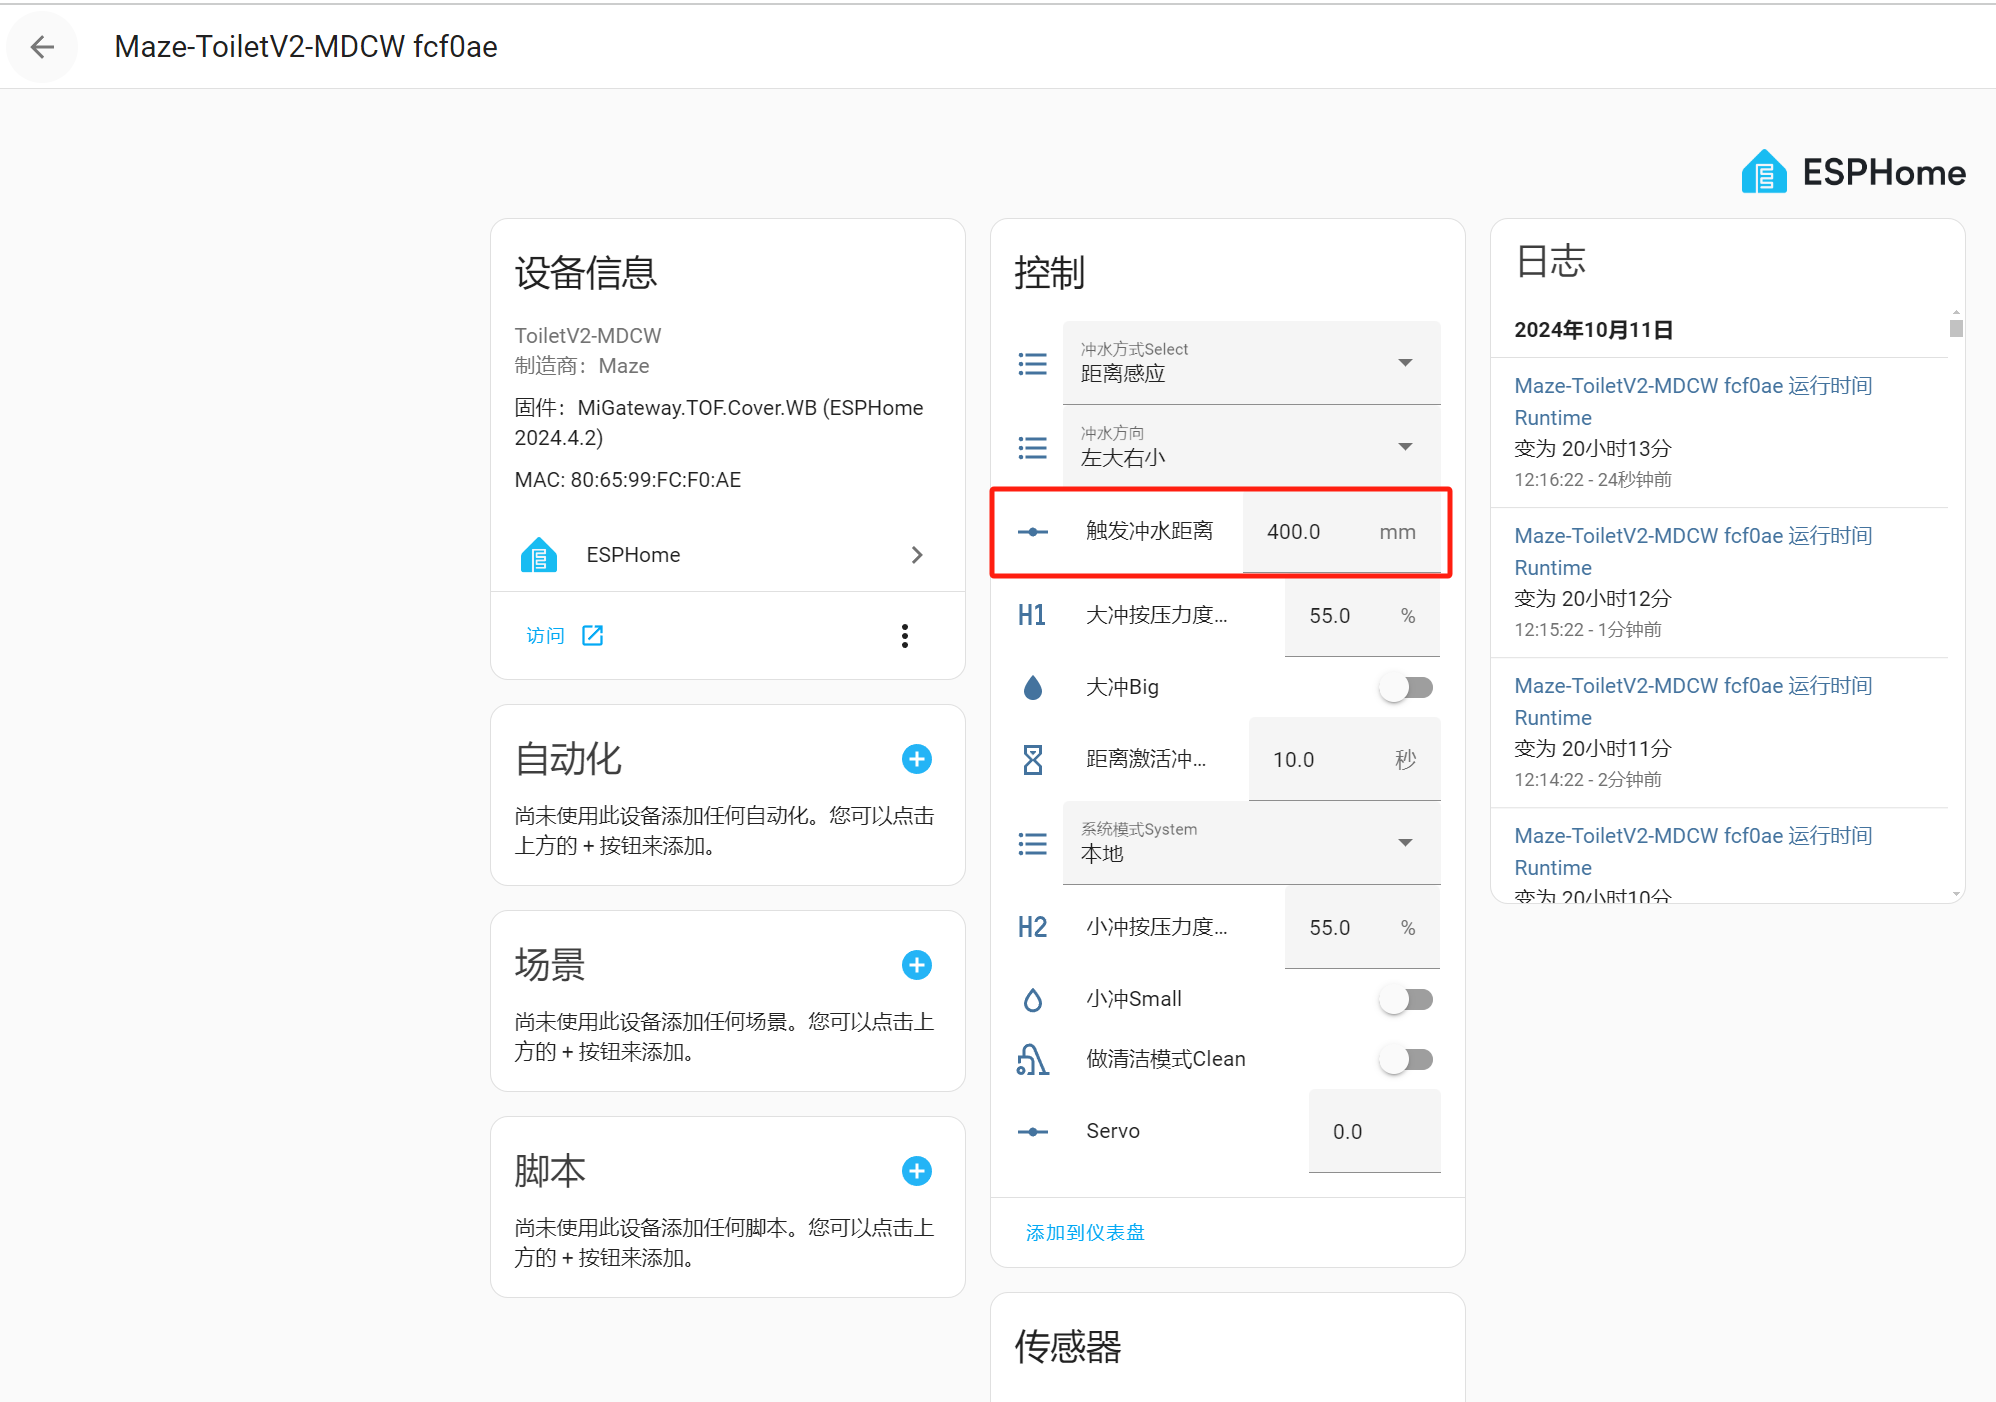 Maze-ToiletV2-MDCW fcf0ae
ESPHome
设备信息
ToiletV2-MDCW
制造商：Maze
固件：MiGateway.TOF.Cover.WB (ESPHome
2024.4.2)
MAC: 80:65:99:FC:F0:AE
ESPHome
访问
自动化
尚未使用此设备添加任何自动化。您可以点击
上方的 + 按钮来添加。
场景
尚未使用此设备添加任何场景。您可以点击上
方的 + 按钮来添加。
脚本
尚未使用此设备添加任何脚本。您可以点击上
方的 + 按钮来添加。
控制
冲水方式Select
距离感应
冲水方向
左大右小
触发冲水距离 400.0 mm
H1 大冲按压力度... 55.0 %
大冲Big
距离激活冲... 10.0 秒
系统模式System
本地
H2 小冲按压力度... 55.0 %
小冲Small
做清洁模式Clean
Servo 0.0
添加到仪表盘
传感器
日志
2024年10月11日
Maze-ToiletV2-MDCW fcf0ae 运行时间
Runtime
变为 20小时13分
12:16:22 - 24秒钟前
Maze-ToiletV2-MDCW fcf0ae 运行时间
Runtime
变为 20小时12分
12:15:22 - 1分钟前
Maze-ToiletV2-MDCW fcf0ae 运行时间
Runtime
变为 20小时11分
12:14:22 - 2分钟前
Maze-ToiletV2-MDCW fcf0ae 运行时间
Runtime
变为 20小时10分